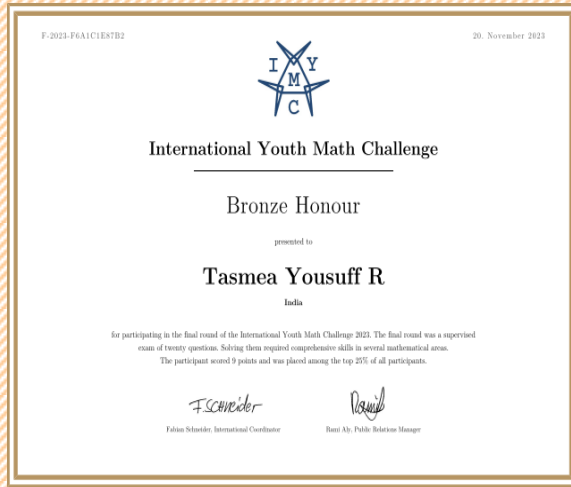 F-2023-F6A1C1E87B2
20. November 2023
I Y
M
C
International Youth Math Challenge
Bronze Honour
presented to
Tasmea Yousuff R
India
for participating in the final round of the International Youth Math Challenge 2023. The final round was a supervised
exam of twenty questions. Solving them required comprehensive skills in several mathematical areas.
The participant scored 9 points and was placed among the top 25% of all participants.
F.Schneider
Fabian Schneider, International Coordinator
Rami Aly, Public Relations Manager